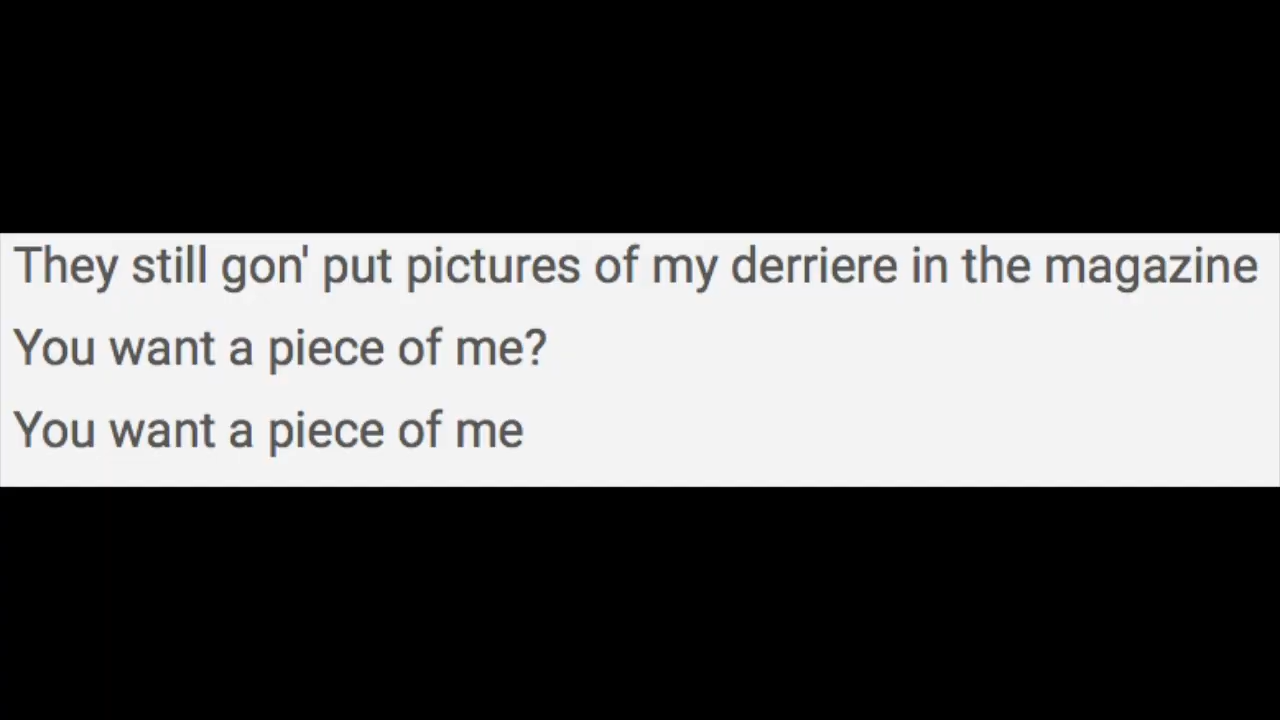 They still gon' put pictures of my derriere in the magazine
You want a piece of me?
You want a piece of me